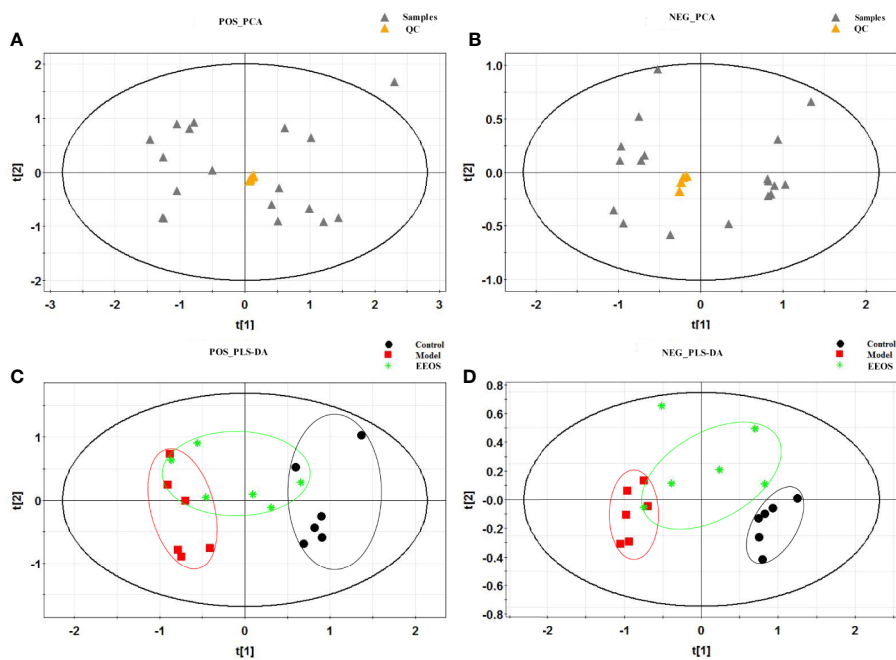 A
POS_PCA
Samples
QC
t[2]
2
1
0
-1
-2
-3
-2
-1
0
1
2
3
t[1]
B
NEG_PCA
Samples
QC
t[2]
1.0
0.5
0.0
-0.5
-1.0
-2
-1
0
1
2
t[1]
C
POS_PLS-DA
Control
Model
EEOS
t[2]
1
0
-1
-2
-1
0
1
2
t[1]
D
NEG_PLS-DA
Control
Model
EEOS
t[2]
0.8
0.6
0.4
0.2
-0.0
-0.2
-0.4
-0.6
-0.8
-2
-1
0
1
2
t[1]